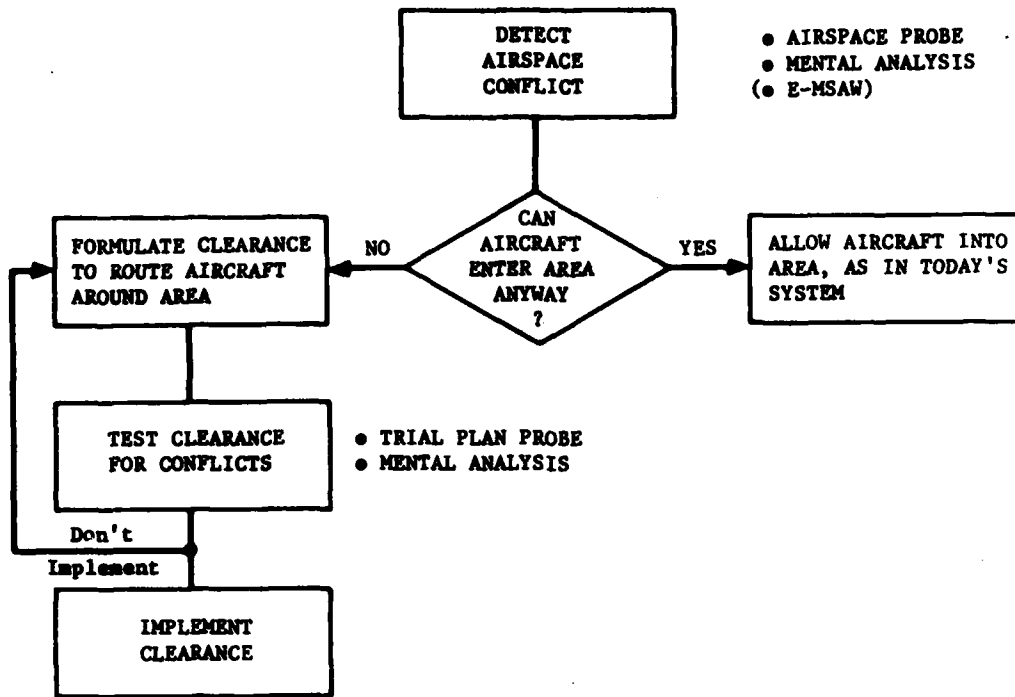 DETECT
AIRSPACE
CONFLICT
● AIRSPACE PROBE
● MENTAL ANALYSIS
(● E-MSAW)
CAN
AIRCRAFT
ENTER AREA
ANYWAY
?
NO
YES
FORMULATE CLEARANCE
TO ROUTE AIRCRAFT
AROUND AREA
ALLOW AIRCRAFT INTO
AREA, AS IN TODAY'S
SYSTEM
TEST CLEARANCE
FOR CONFLICTS
● TRIAL PLAN PROBE
● MENTAL ANALYSIS
Don't
Implement
IMPLEMENT
CLEARANCE